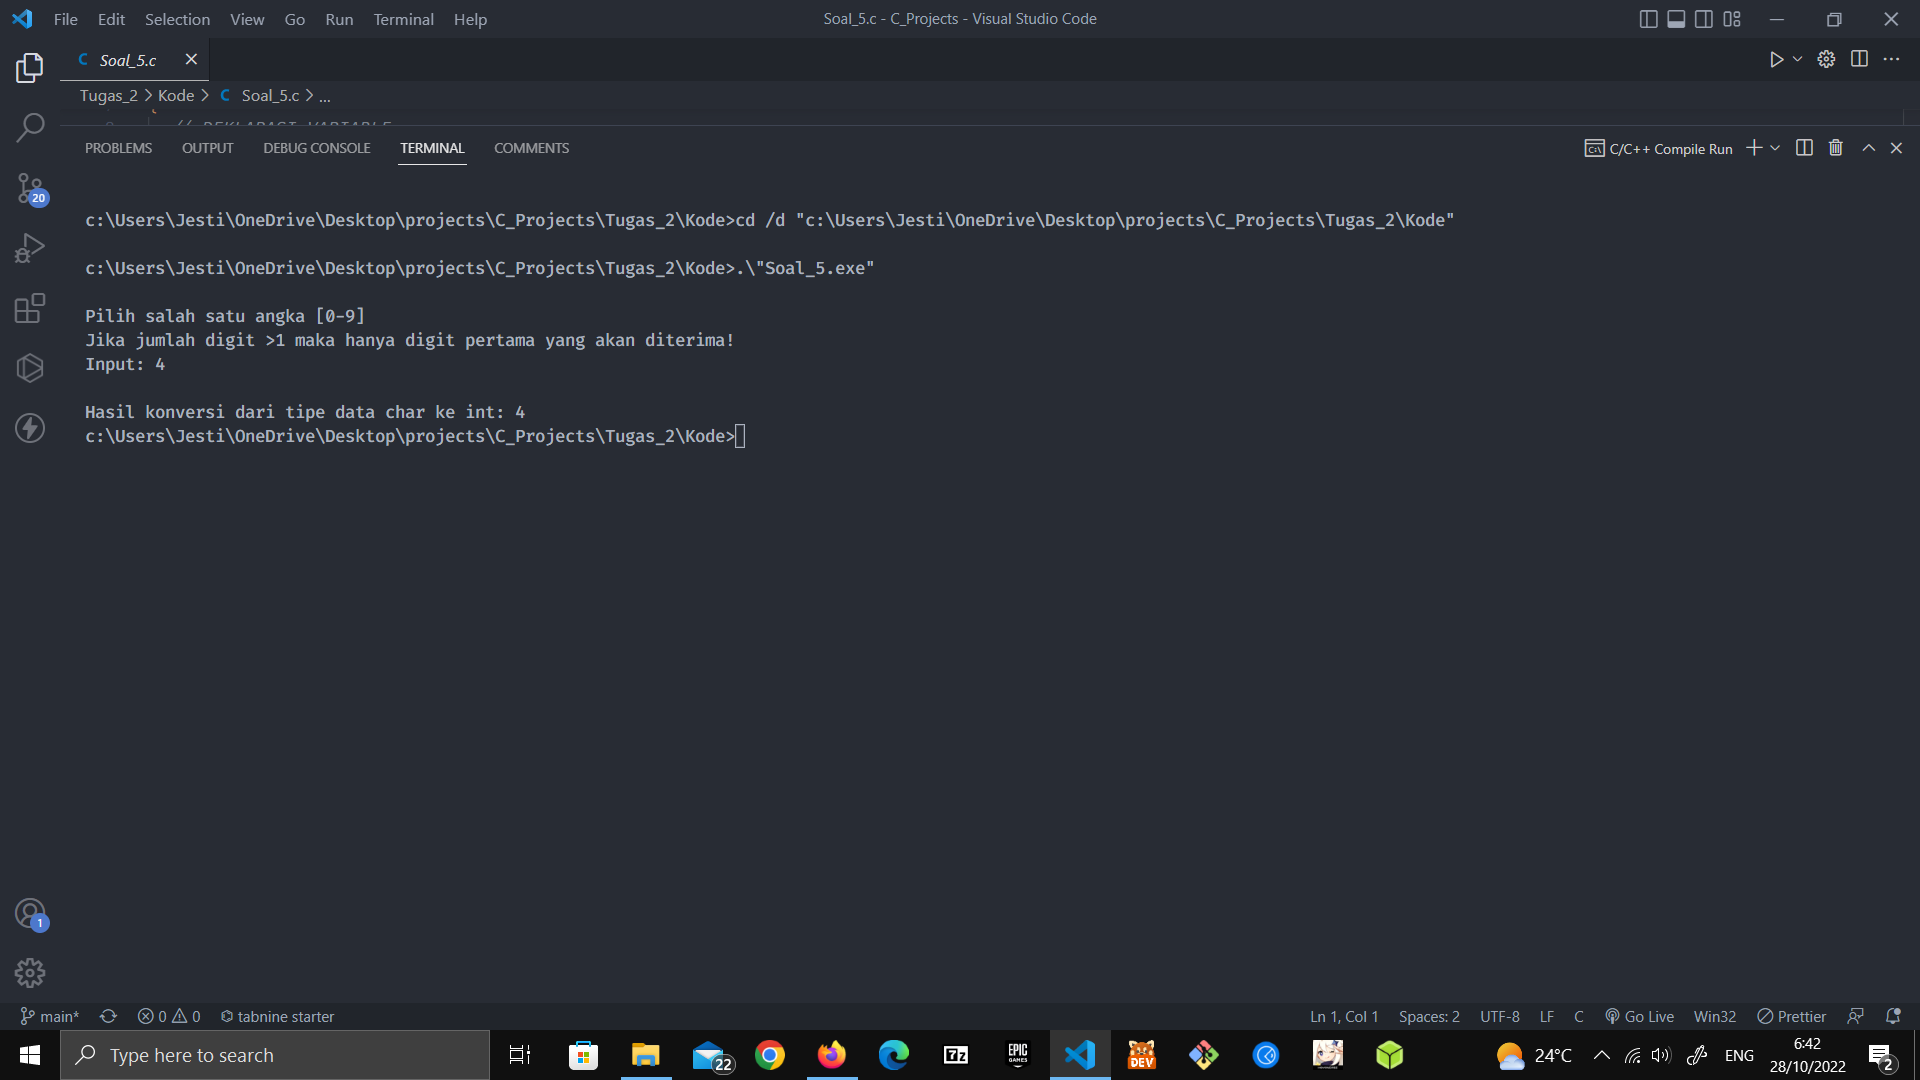 File Edit Selection View Go Run Terminal Help
Soal_5.c - C_Projects - Visual Studio Code
C Soal_5.c
Tugas_2 > Kode > C Soal_5.c > ...
// DEKLARASI VARIABLE
PROBLEMS OUTPUT DEBUG CONSOLE TERMINAL COMMENTS
C/C++ Compile Run
20
c:\Users\Jesti\OneDrive\Desktop\projects\C_Projects\Tugas_2\Kode>cd /d "c:\Users\Jesti\OneDrive\Desktop\projects\C_Projects\Tugas_2\Kode"
c:\Users\Jesti\OneDrive\Desktop\projects\C_Projects\Tugas_2\Kode>.\"Soal_5.exe"
Pilih salah satu angka [0-9]
Jika jumlah digit >1 maka hanya digit pertama yang akan diterima!
Input: 4
Hasil konversi dari tipe data char ke int: 4
c:\Users\Jesti\OneDrive\Desktop\projects\C_Projects\Tugas_2\Kode>
1
main* 0 0 tabnine starter
Ln 1, Col 1 Spaces: 2 UTF-8 LF C Go Live Win32 Prettier
Type here to search
22
7z
EPIC GAMES
DEV
24°C
ENG
6:42
28/10/2022
2